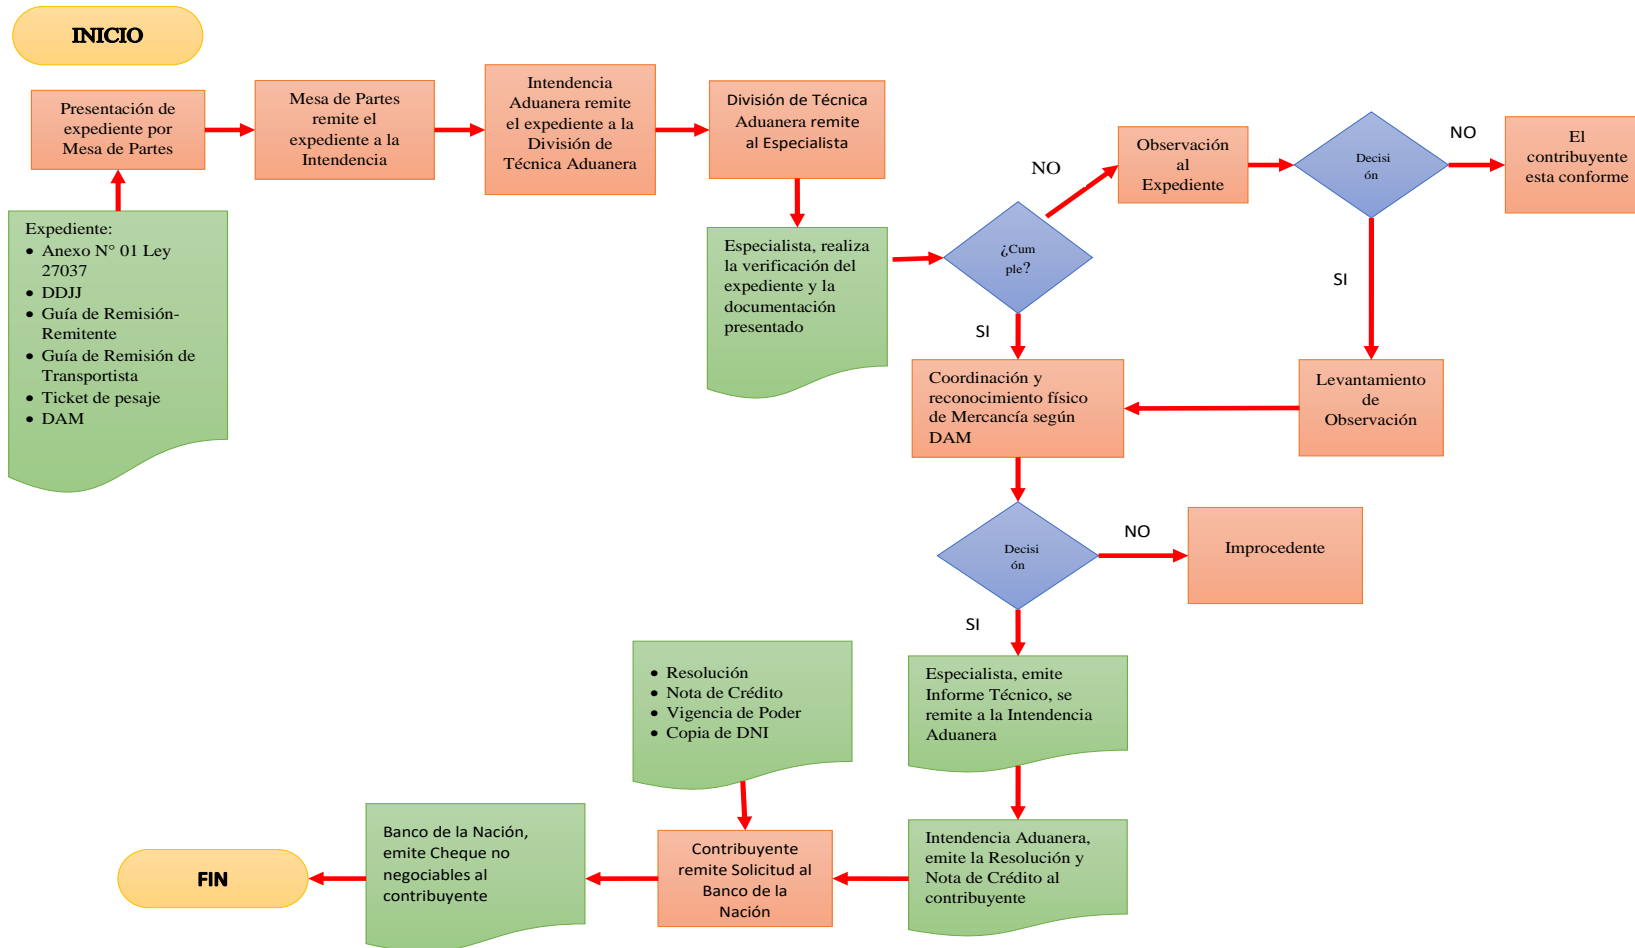 INICIO
Presentación de
expediente por
Mesa de Partes
Mesa de Partes
remite el
expediente a la
Intendencia
Intendencia
Aduanera remite
el expediente a la
División de
Técnica Aduanera
División de Técnica
Aduanera remite
al Especialista
Expediente:
• Anexo N° 01 Ley
27037
• DDJJ
• Guía de Remisión-
Remitente
• Guía de Remisión de
Transportista
• Ticket de pesaje
• DAM
Especialista, realiza
la verificación del
expediente y la
documentación
presentado
¿Cum
ple?
NO
Observación
al
Expediente
Decisi
ón
NO
El
contribuyente
esta conforme
SI
SI
Levantamiento
de
Observación
Coordinación y
reconocimiento físico
de Mercancía según
DAM
Decisi
ón
NO
Improcedente
SI
Especialista, emite
Informe Técnico, se
remite a la Intendencia
Aduanera
Intendencia Aduanera,
emite la Resolución y
Nota de Crédito al
contribuyente
• Resolución
• Nota de Crédito
• Vigencia de Poder
• Copia de DNI
Contribuyente
remite Solicitud al
Banco de la
Nación
Banco de la Nación,
emite Cheque no
negociables al
contribuyente
FIN